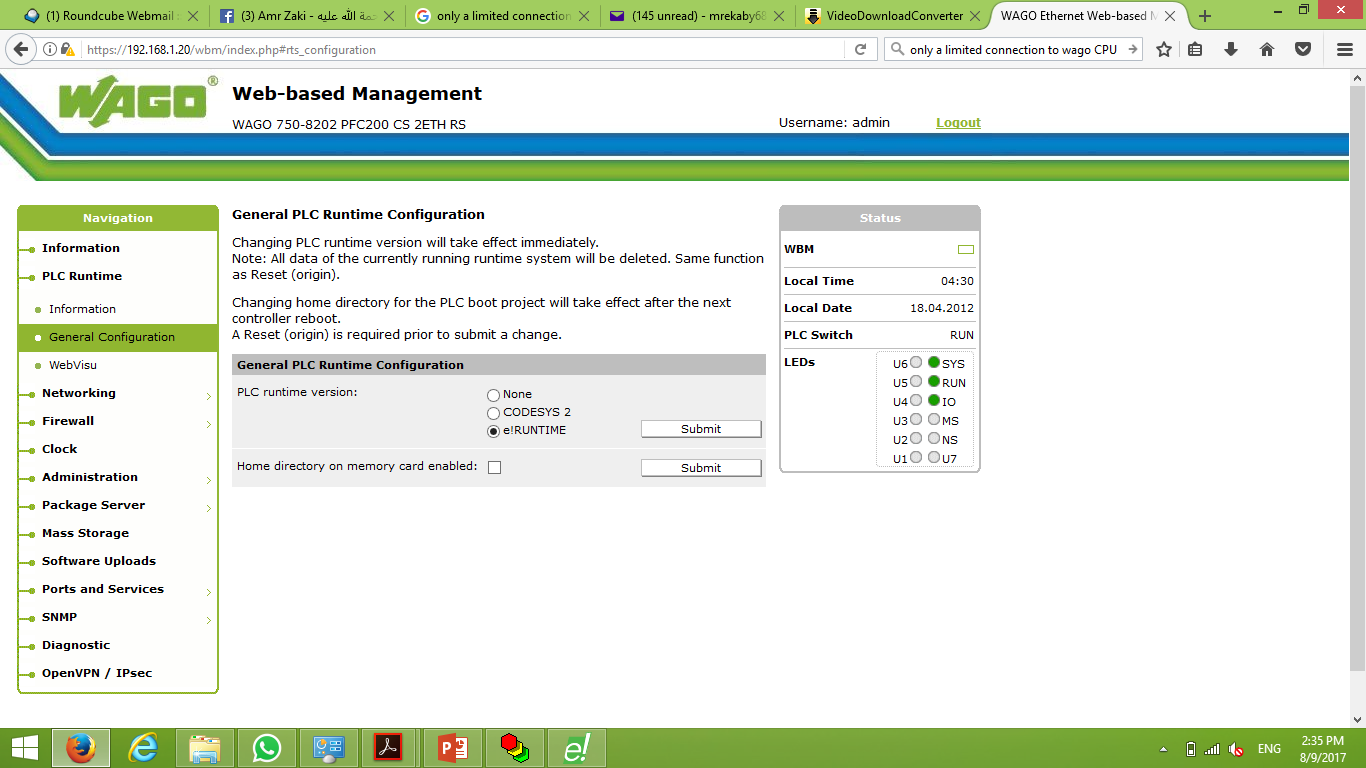 (1) Roundcube Webmail
(3) Amr Zaki - حمة الله عليه
only a limited connection
(145 unread) - mrekaby68
VideoDownloadConverter
WAGO Ethernet Web-based M
https://192.168.1.20/wbm/index.php#rts_configuration
only a limited connection to wago CPU
WAGO®
Web-based Management
WAGO 750-8202 PFC200 CS 2ETH RS
Username: admin
Logout
Navigation
Information
PLC Runtime
Information
General Configuration
WebVisu
Networking
Firewall
Clock
Administration
Package Server
Mass Storage
Software Uploads
Ports and Services
SNMP
Diagnostic
OpenVPN / IPsec
General PLC Runtime Configuration
Changing PLC runtime version will take effect immediately.
Note: All data of the currently running runtime system will be deleted. Same function
as Reset (origin).
Changing home directory for the PLC boot project will take effect after the next
controller reboot.
A Reset (origin) is required prior to submit a change.
General PLC Runtime Configuration
PLC runtime version:
None
CODESYS 2
e!RUNTIME
Submit
Home directory on memory card enabled:
Submit
Status
WBM
Local Time 04:30
Local Date 18.04.2012
PLC Switch RUN
LEDs
U6 SYS
U5 RUN
U4 IO
U3 MS
U2 NS
U1 U7
e!
ENG
2:35 PM
8/9/2017